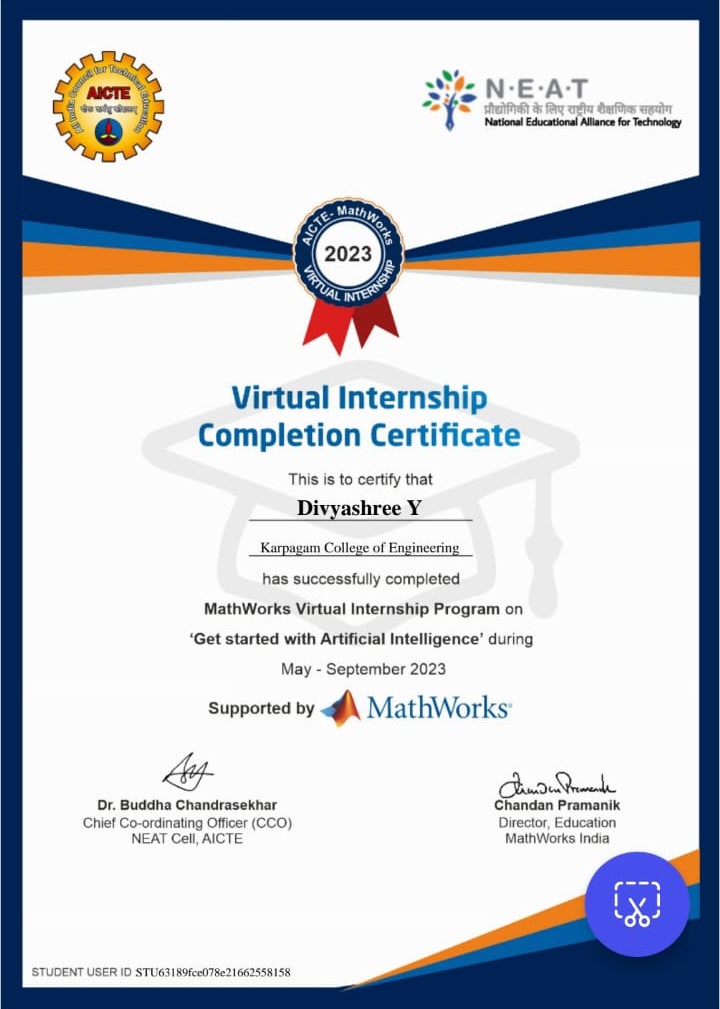 All India Council for Technical Education
AICTE
N·E·A·T
प्रौद्योगिकी के लिए राष्ट्रीय शैक्षणिक सहयोग
National Educational Alliance for Technology
AICTE- MathWorks
2023
VIRTUAL INTERNSHIP
Virtual Internship
Completion Certificate
This is to certify that
Divyashree Y
Karpagam College of Engineering
has successfully completed
MathWorks Virtual Internship Program on
‘Get started with Artificial Intelligence’ during
May - September 2023
Supported by MathWorks®
Dr. Buddha Chandrasekhar
Chief Co-ordinating Officer (CCO)
NEAT Cell, AICTE
Chandan Pramanik
Chandan Pramanik
Director, Education
MathWorks India
STUDENT USER ID STU63189fce078e21662558158